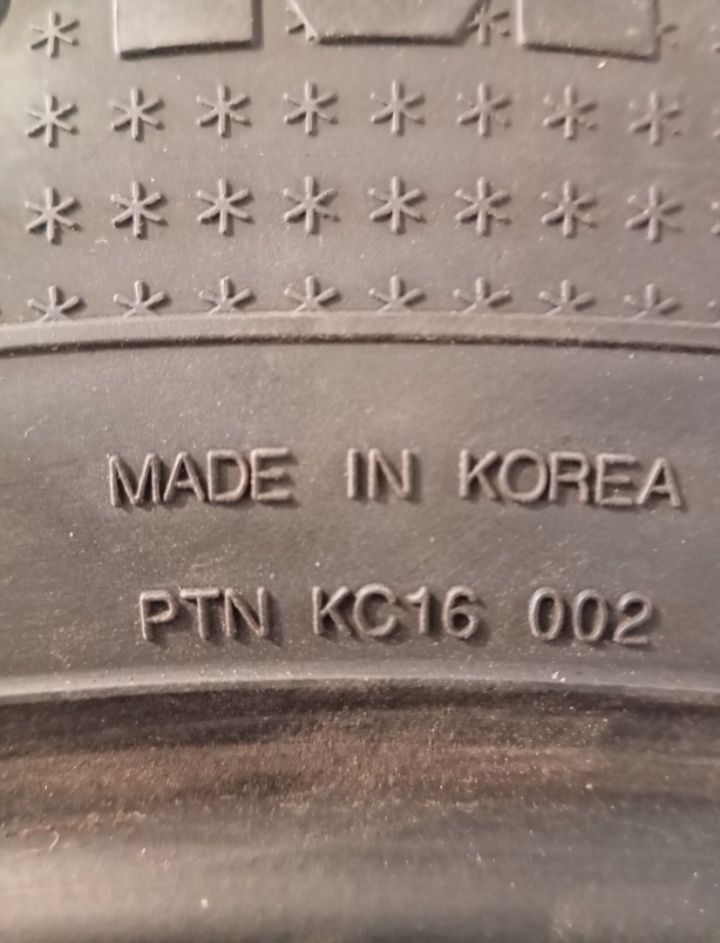 MADE IN KOREA
PTN KC16 002